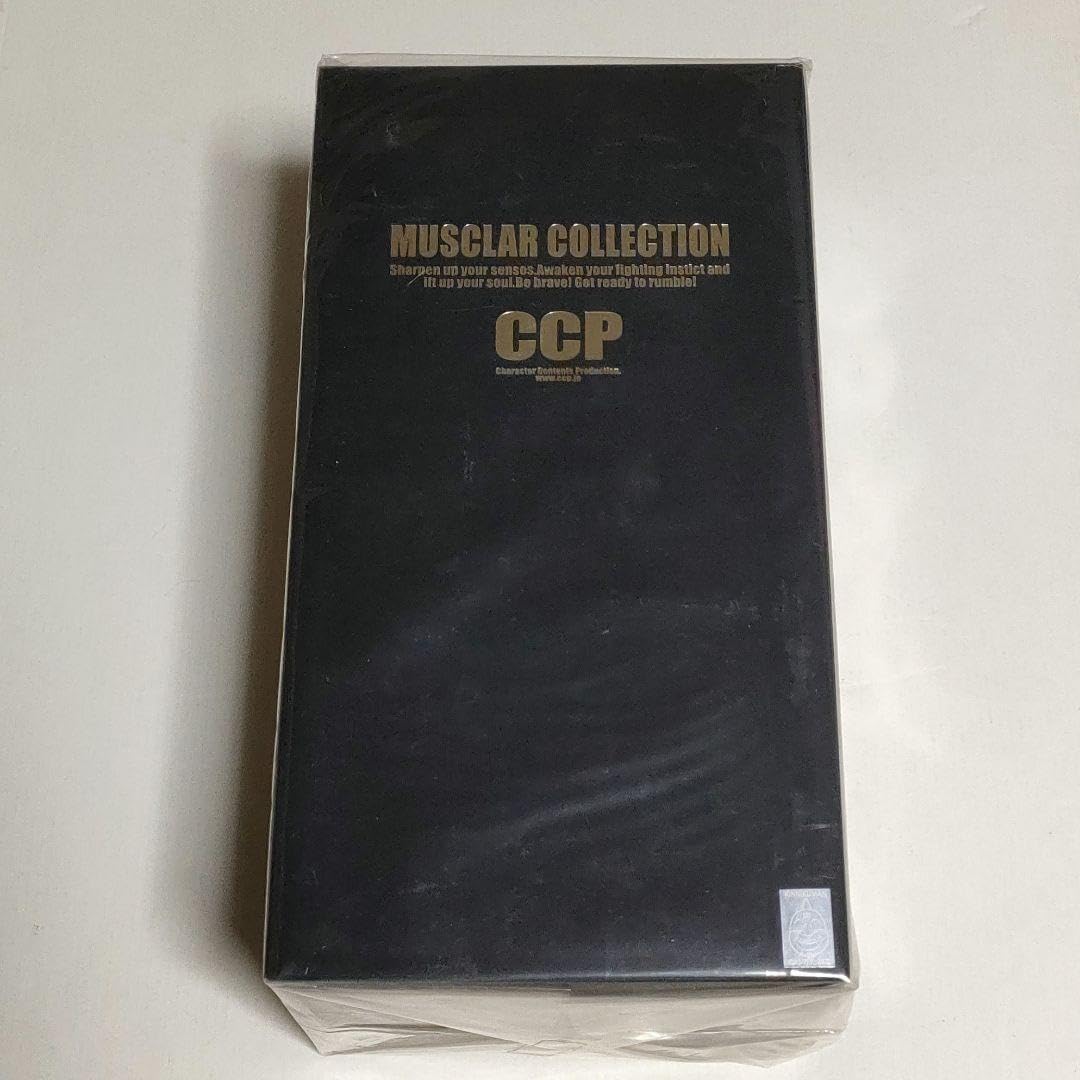 MUSCLAR COLLECTION
Sharpen up your senses.Awaken your fighting instict and
lift up your soul.Be brave! Get ready to rumble!
CCP
Character Contents Production.
www.ccp.jp